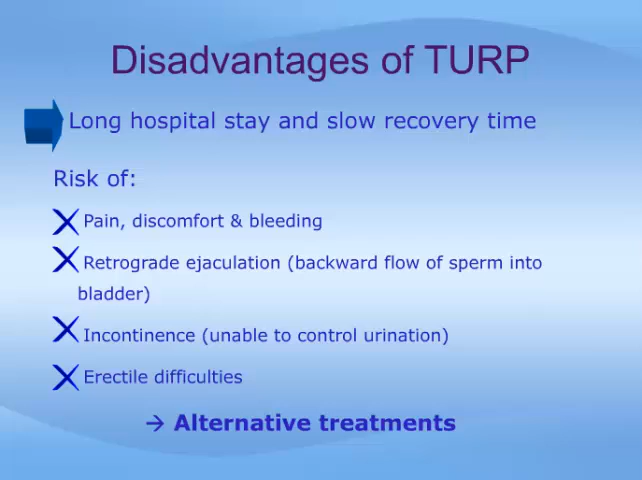 Disadvantages of TURP
Long hospital stay and slow recovery time
Risk of:
Pain, discomfort & bleeding
Retrograde ejaculation (backward flow of sperm into
bladder)
Incontinence (unable to control urination)
Erectile difficulties
→ Alternative treatments